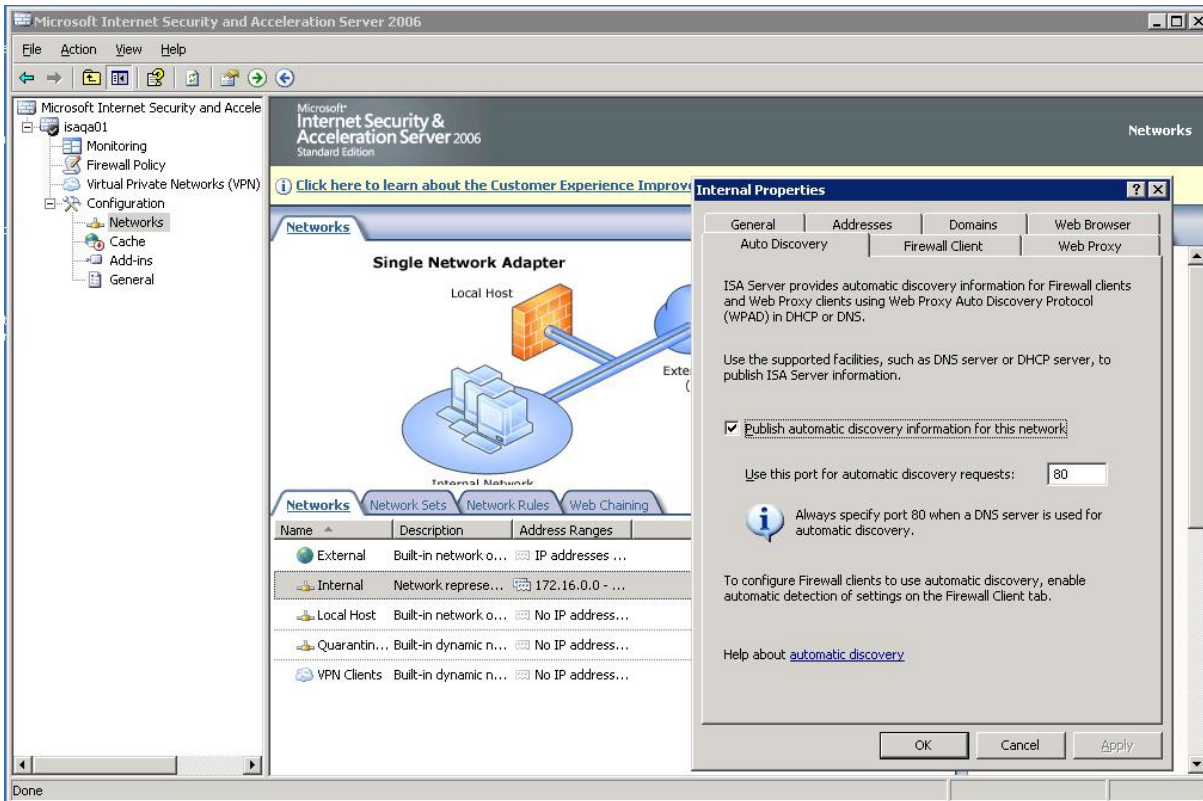 Microsoft Internet Security and Acceleration Server 2006
File Action View Help
Microsoft Internet Security and Accele
isaqa01
Monitoring
Firewall Policy
Virtual Private Networks (VPN)
Configuration
Networks
Cache
Add-ins
General
Microsoft
Internet Security &
Acceleration Server 2006
Standard Edition
Networks
Click here to learn about the Customer Experience Improve
Networks
Single Network Adapter
Local Host
Exte
(
Internal Network
Networks Network Sets Network Rules Web Chaining
Name Description Address Ranges
External Built-in network o... IP addresses ...
Internal Network represe... 172.16.0.0 - ...
Local Host Built-in network o... No IP address...
Quarantin... Built-in dynamic n... No IP address...
VPN Clients Built-in dynamic n... No IP address...
Internal Properties
General Addresses Domains Web Browser
Auto Discovery Firewall Client Web Proxy
ISA Server provides automatic discovery information for Firewall clients
and Web Proxy clients using Web Proxy Auto Discovery Protocol
(WPAD) in DHCP or DNS.
Use the supported facilities, such as DNS server or DHCP server, to
publish ISA Server information.
Publish automatic discovery information for this network
Use this port for automatic discovery requests: 80
Always specify port 80 when a DNS server is used for
automatic discovery.
To configure Firewall clients to use automatic discovery, enable
automatic detection of settings on the Firewall Client tab.
Help about automatic discovery
OK Cancel Apply
Done